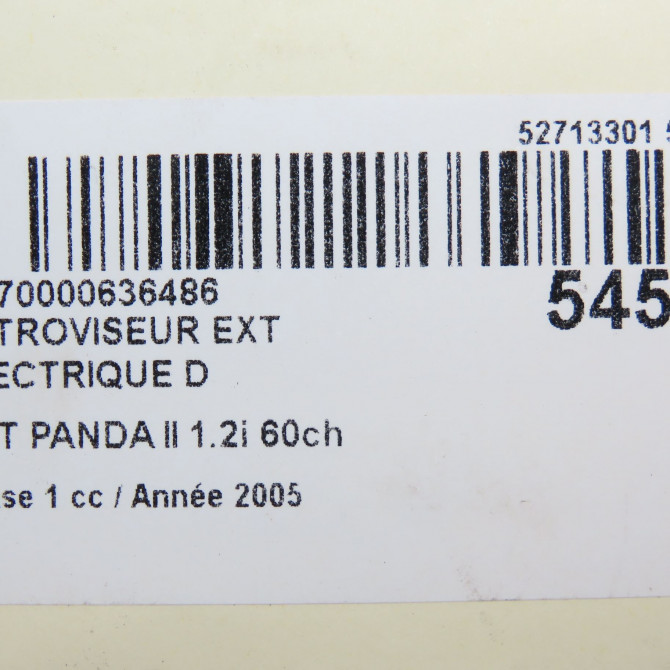 52713301 5
70000636486
545
TROVISEUR EXT
ECTRIQUE D
T PANDA II 1.2i 60ch
se 1 cc / Année 2005